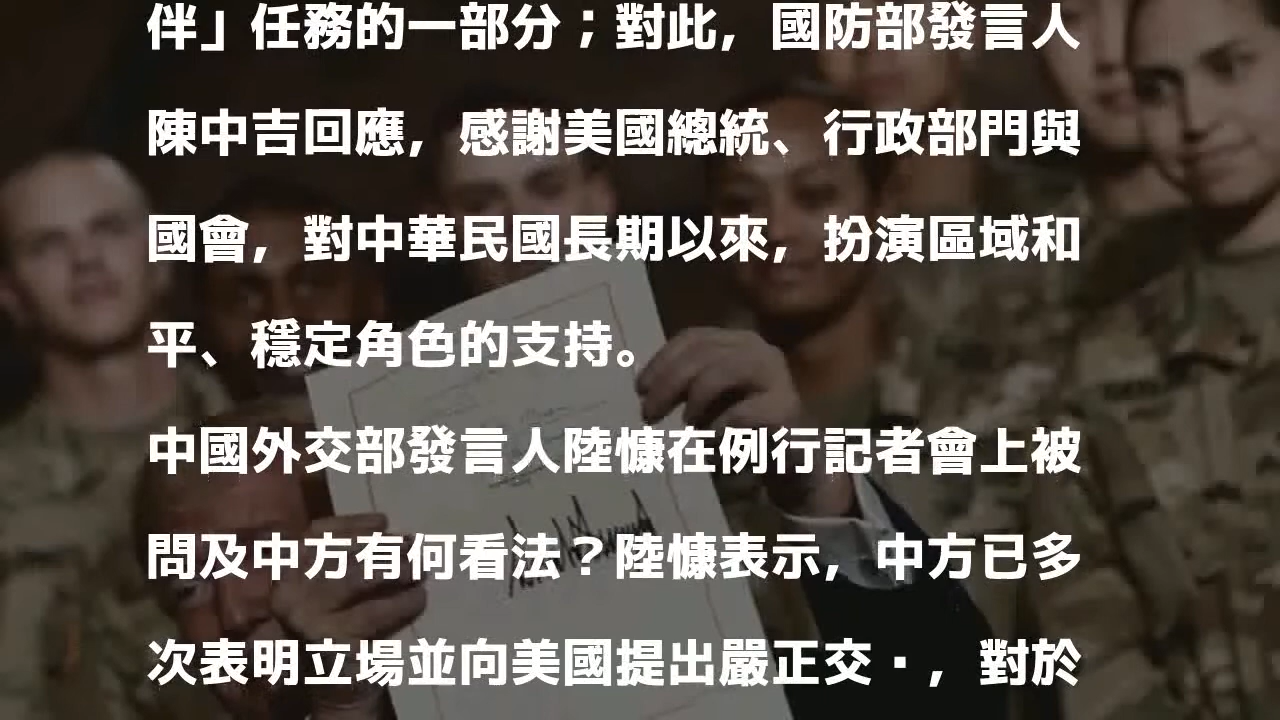 伴」任務的一部分；對此，國防部發言人
陳中吉回應，感謝美國總統、行政部門與
國會，對中華民國長期以來，扮演區域和
平、穩定角色的支持。
中國外交部發言人陸慷在例行記者會上被
問及中方有何看法？陸慷表示，中方已多
次表明立場並向美國提出嚴正交▪，對於